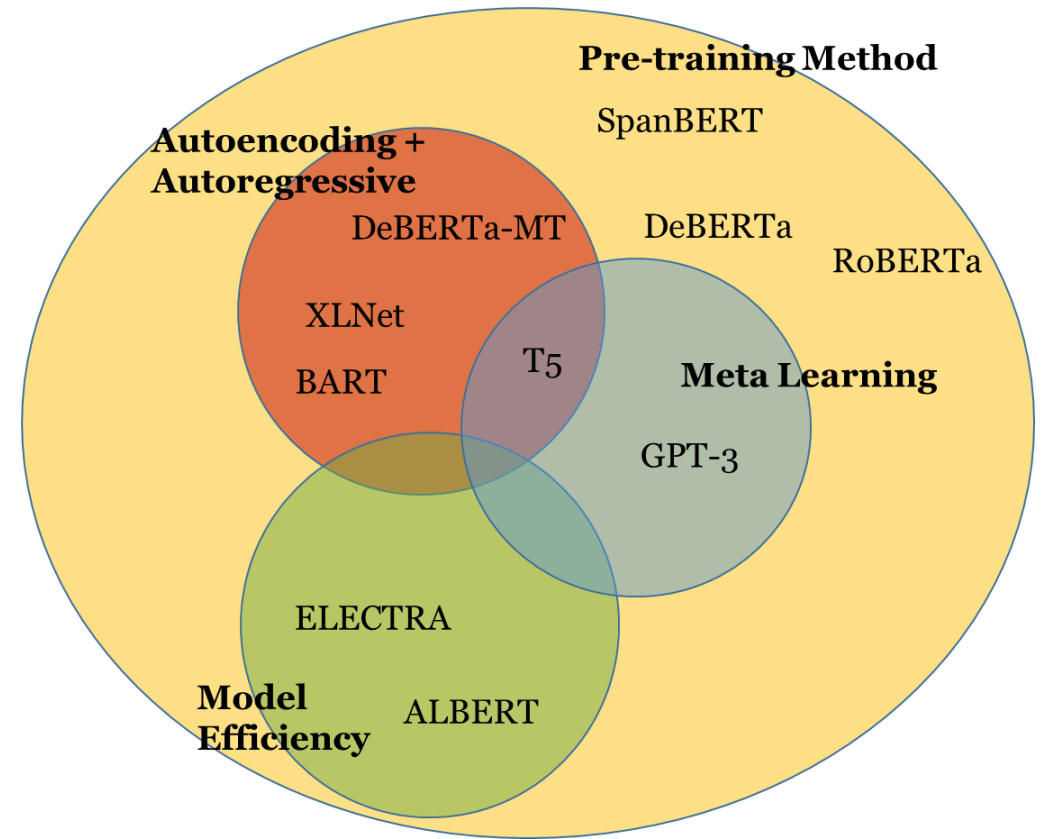 Pre-training Method
SpanBERT
Autoencoding +
Autoregressive
DeBERTa-MT
DeBERTa
RoBERTa
XLNet
T5
BART
Meta Learning
GPT-3
ELECTRA
Model
Efficiency
ALBERT